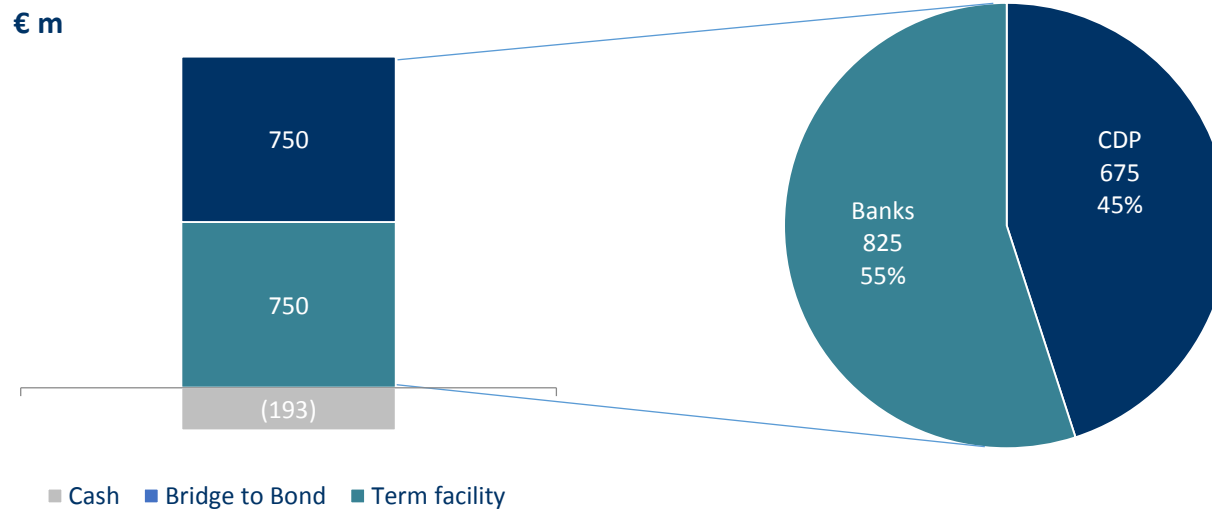 € m
750
750
(193)
Cash Bridge to Bond Term facility
CDP
675
45%
Banks
825
55%